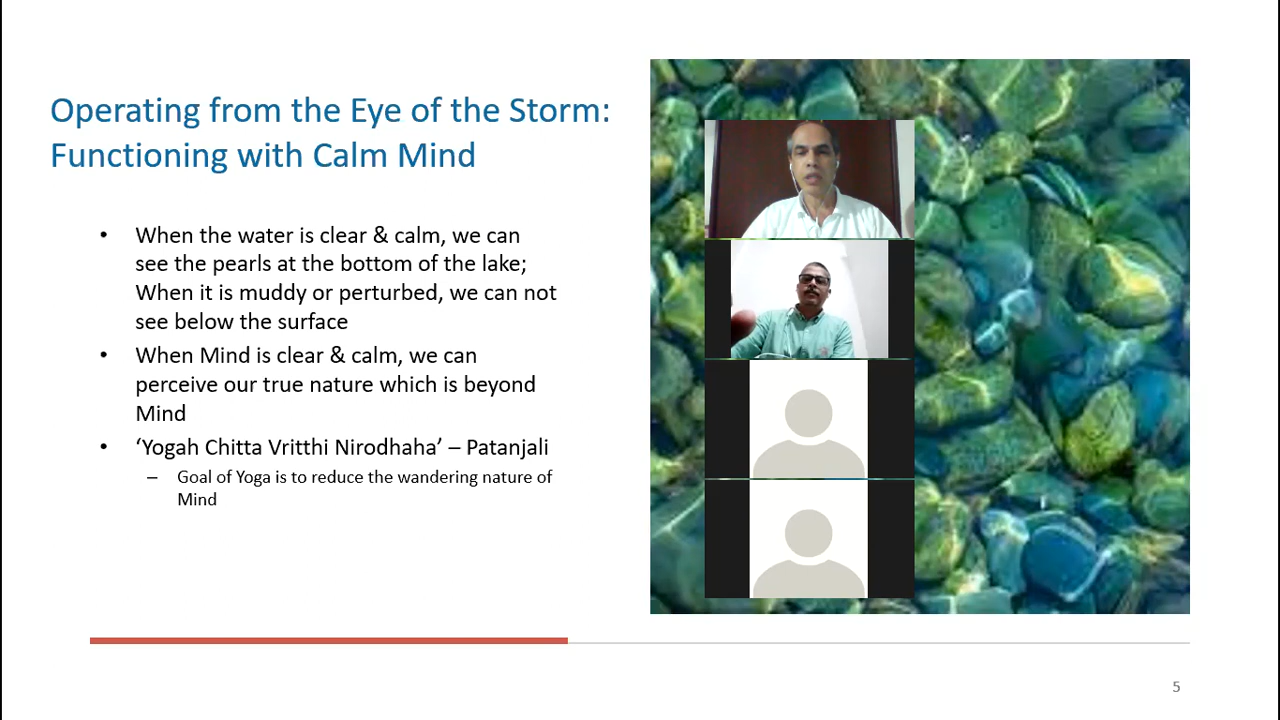 Operating from the Eye of the Storm:
Functioning with Calm Mind
• When the water is clear & calm, we can
see the pearls at the bottom of the lake;
When it is muddy or perturbed, we can not
see below the surface
• When Mind is clear & calm, we can
perceive our true nature which is beyond
Mind
• ‘Yogah Chitta Vritthi Nirodhaha’ – Patanjali
– Goal of Yoga is to reduce the wandering nature of
Mind
5